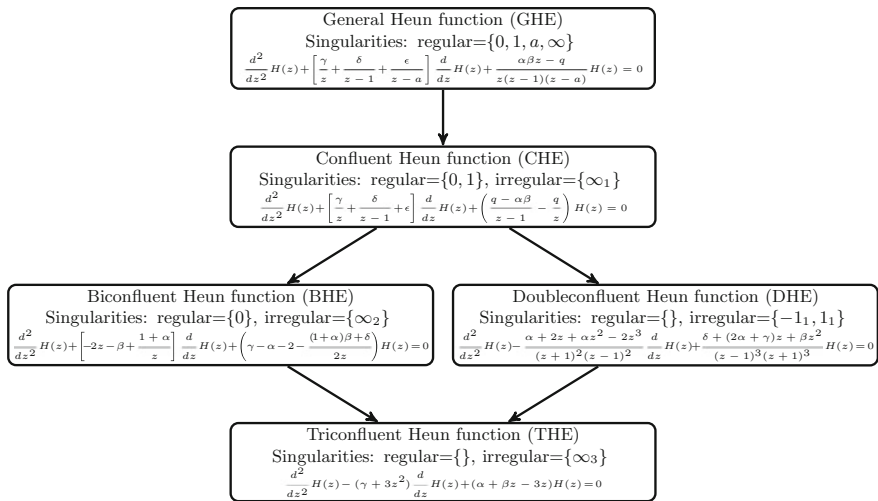 General Heun function (GHE)
Singularities: regular={0, 1, a, ∞}
d²/dz² H(z) + [γ/z + δ/(z − 1) + ϵ/(z − a)] d/dz H(z) + (αβz − q)/(z(z − 1)(z − a)) H(z) = 0
Confluent Heun function (CHE)
Singularities: regular={0, 1}, irregular={∞₁}
d²/dz² H(z) + [γ/z + δ/(z − 1) + ϵ] d/dz H(z) + ((q − αβ)/(z − 1) − q/z) H(z) = 0
Biconfluent Heun function (BHE)
Singularities: regular={0}, irregular={∞₂}
d²/dz² H(z) + [−2z − β + (1 + α)/z] d/dz H(z) + (γ − α − 2 − ((1+α)β + δ)/2z) H(z) = 0
Doubleconfluent Heun function (DHE)
Singularities: regular={}, irregular={-1₁, 1₁}
d²/dz² H(z) − (α + 2z + αz² − 2z³)/((z + 1)²(z − 1)²) d/dz H(z) + (δ + (2α + γ)z + βz²)/((z − 1)³(z + 1)³) H(z) = 0
Triconfluent Heun function (THE)
Singularities: regular={}, irregular={∞₃}
d²/dz² H(z) − (γ + 3z²) d/dz H(z) + (α + βz − 3z) H(z) = 0